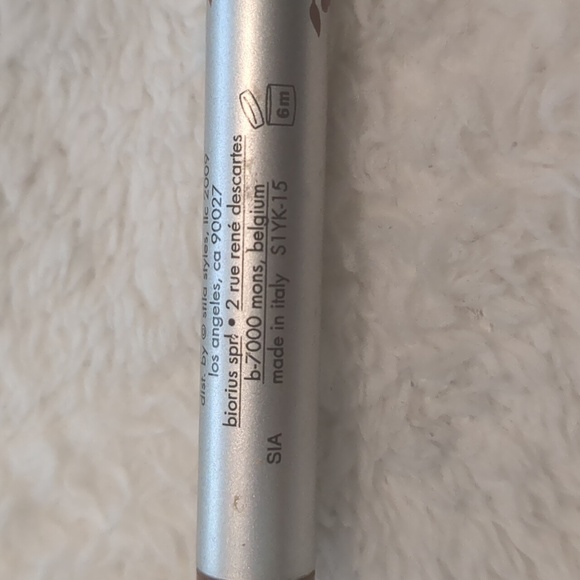 dist. by © stila styles, llc 2009
los angeles, ca 90027
biorius sprl • 2 rue rené descartes
b-7000 mons, belgium
made in italy S1YK-15
SIA
6m